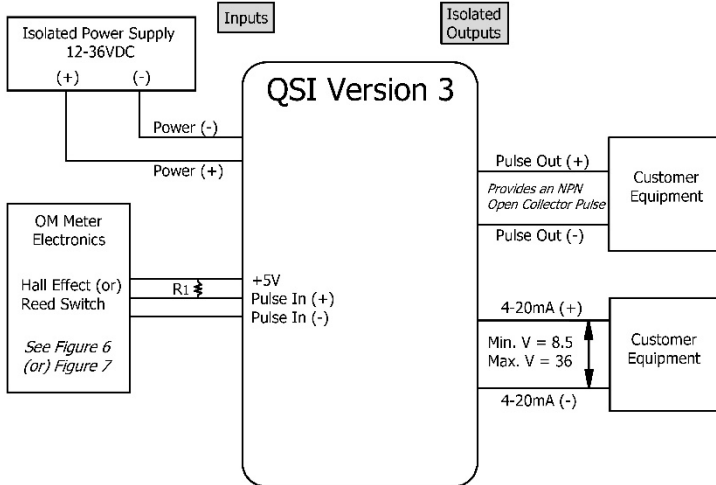 Inputs
Isolated
Outputs
Isolated Power Supply
12-36VDC
(+) (-)
QSI Version 3
Power (-)
Power (+)
Pulse Out (+)
Provides an NPN
Open Collector Pulse
Pulse Out (-)
Customer
Equipment
OM Meter
Electronics
Hall Effect (or)
Reed Switch
See Figure 6
(or) Figure 7
R1
+5V
Pulse In (+)
Pulse In (-)
4-20mA (+)
Min. V = 8.5
Max. V = 36
4-20mA (-)
Customer
Equipment